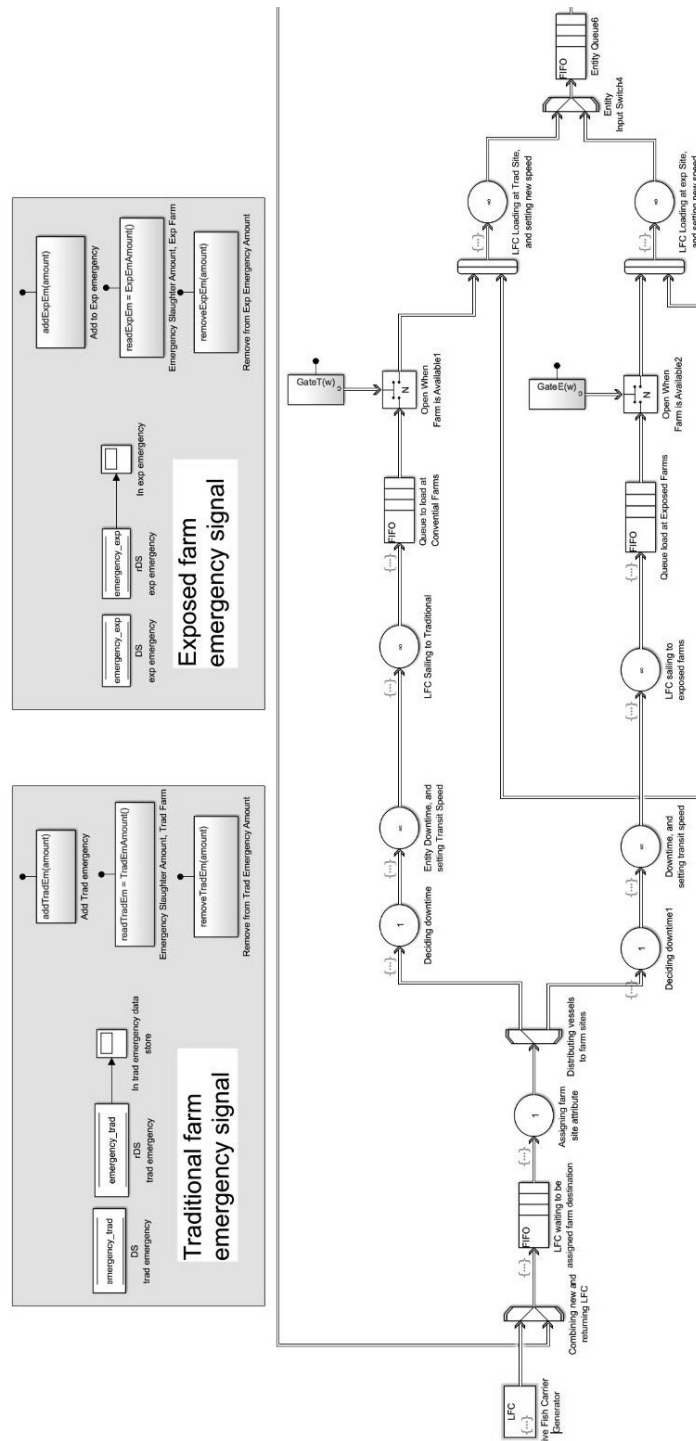 addTradEm(amount)
Add Trad emergency
readTradEm = TradEmAmount()
Emergency Slaughter Amount, Trad Farm
removeTradEm(amount)
Remove from Trad Emergency Amount
emergency_trad
DS
trad emergency
emergency_trad
rDS
trad emergency
In trad emergency data
store
Traditional farm
emergency signal
addExpEm(amount)
Add to Exp emergency
readExpEm = ExpEmAmount()
Emergency Slaughter Amount, Exp Farm
removeExpEm(amount)
Remove from Exp Emergency Amount
emergency_exp
DS
exp emergency
emergency_exp
rDS
exp emergency
In exp emergency
Exposed farm
emergency signal
LFC
{...}
ive Fish Carrier
Generator
Combining new and
returning LFC
{...}
FIFO
LFC waiting to be
assigned farm destination
{...}
1
Assigning farm
site attribute
Distributing vessels
to farm sites
{...}
1
Deciding downtime
{...}
∞
Entity Downtime, and
setting Transit Speed
{...}
∞
LFC Sailing to Traditional
{...}
FIFO
Queue to load at
Convential Farms
GateT(w)
c
N
Open When
Farm is Available1
{...}
∞
LFC Loading at Trad Site,
and setting new speed
{...}
1
Deciding downtime1
{...}
∞
Downtime, and
setting transit speed
{...}
∞
LFC sailing to
exposed farms
{...}
FIFO
Queue load at Exposed Farms
GateE(w)
c
N
Open When
Farm is Available2
{...}
∞
LFC Loading at exp Site,
and setting new speed
Entity
Input Switch4
FIFO
Entity Queue6